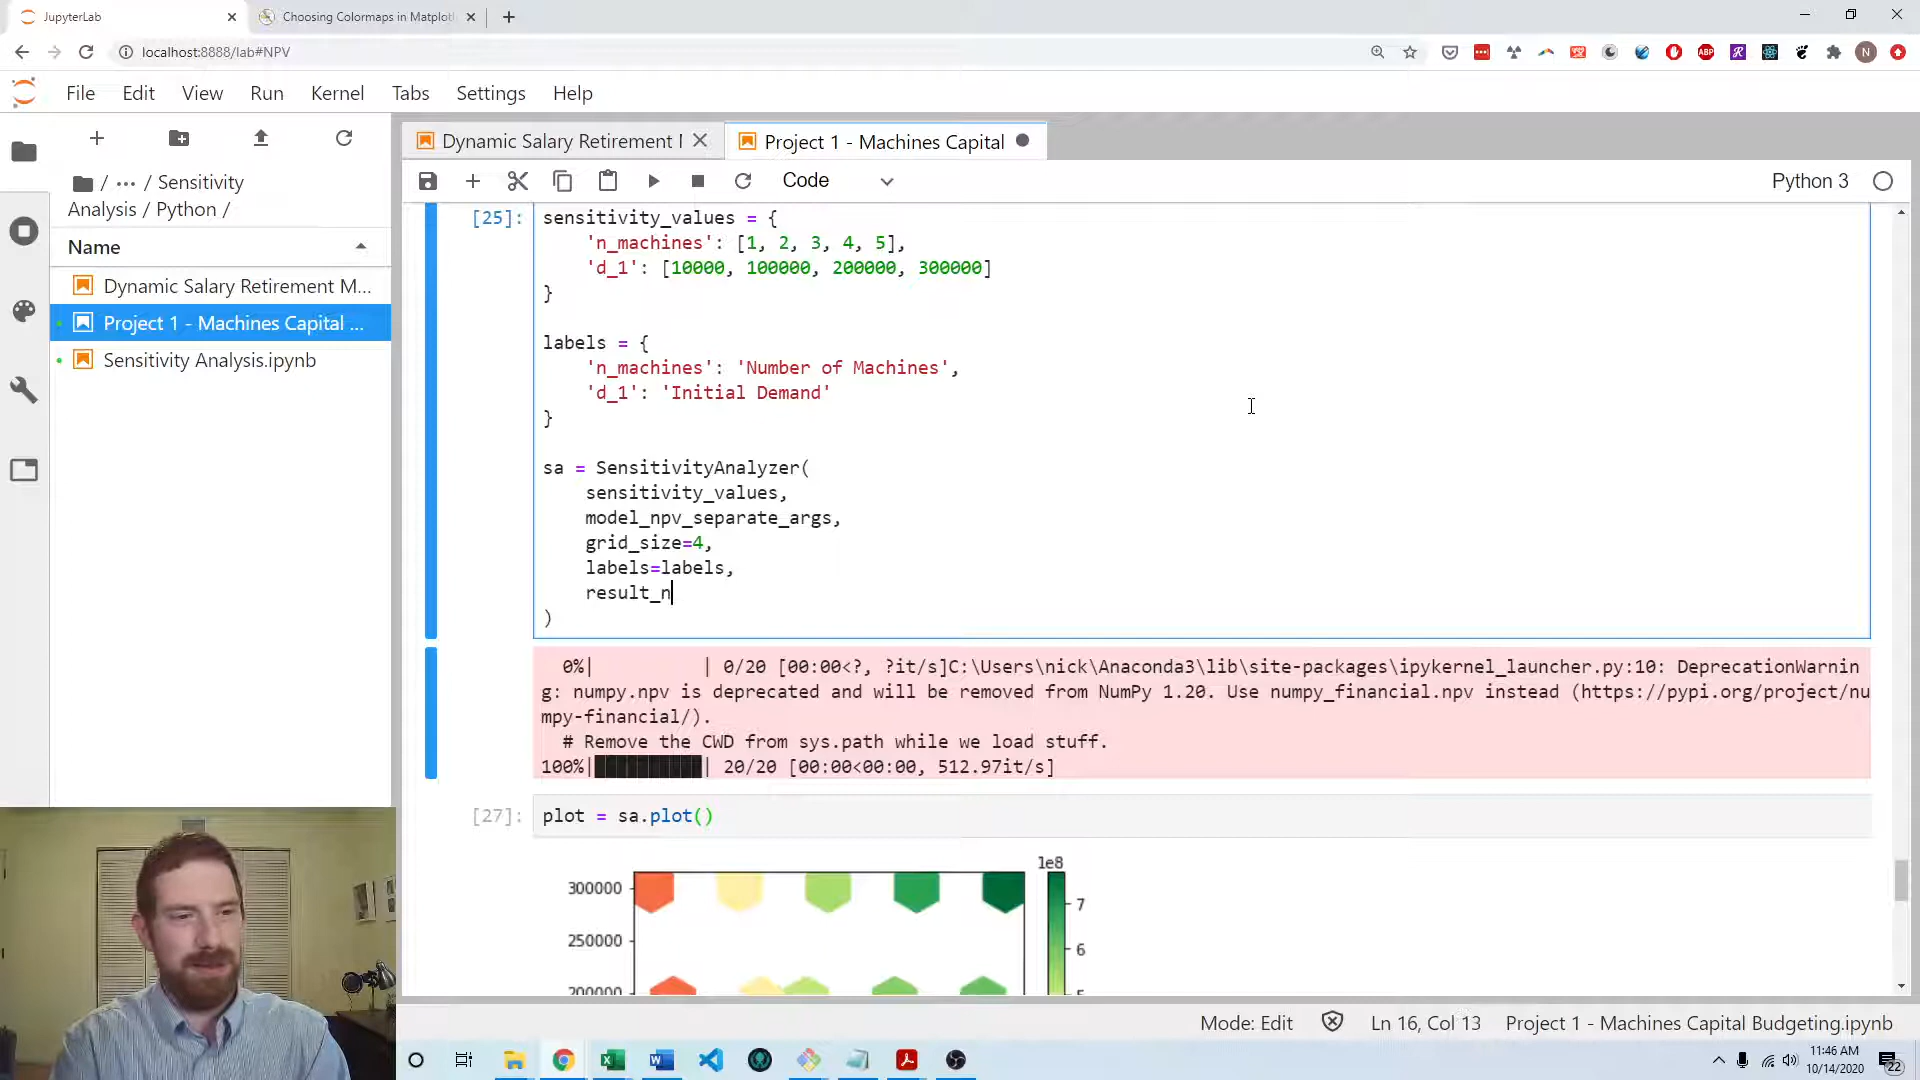 JupyterLab
Choosing Colormaps in Matplotl
localhost:8888/lab#NPV
File Edit View Run Kernel Tabs Settings Help
Dynamic Salary Retirement M
Project 1 - Machines Capital
/ ... / Sensitivity
Analysis / Python /
Code
Python 3
Name
Dynamic Salary Retirement M...
Project 1 - Machines Capital ...
Sensitivity Analysis.ipynb
[25]:
sensitivity_values = {
'n_machines': [1, 2, 3, 4, 5],
'd_1': [10000, 100000, 200000, 300000]
}
labels = {
'n_machines': 'Number of Machines',
'd_1': 'Initial Demand'
}
sa = SensitivityAnalyzer(
sensitivity_values,
model_npv_separate_args,
grid_size=4,
labels=labels,
result_n
)
0%| | 0/20 [00:00<?, ?it/s]C:\Users\nick\Anaconda3\lib\site-packages\ipykernel_launcher.py:10: DeprecationWarnin
g: numpy.npv is deprecated and will be removed from NumPy 1.20. Use numpy_financial.npv instead (https://pypi.org/project/nu
mpy-financial/).
# Remove the CWD from sys.path while we load stuff.
100%|██████████| 20/20 [00:00<00:00, 512.97it/s]
[27]:
plot = sa.plot()
1e8
300000
7
250000
6
200000
5
Mode: Edit
Ln 16, Col 13
Project 1 - Machines Capital Budgeting.ipynb
11:46 AM
10/14/2020
22